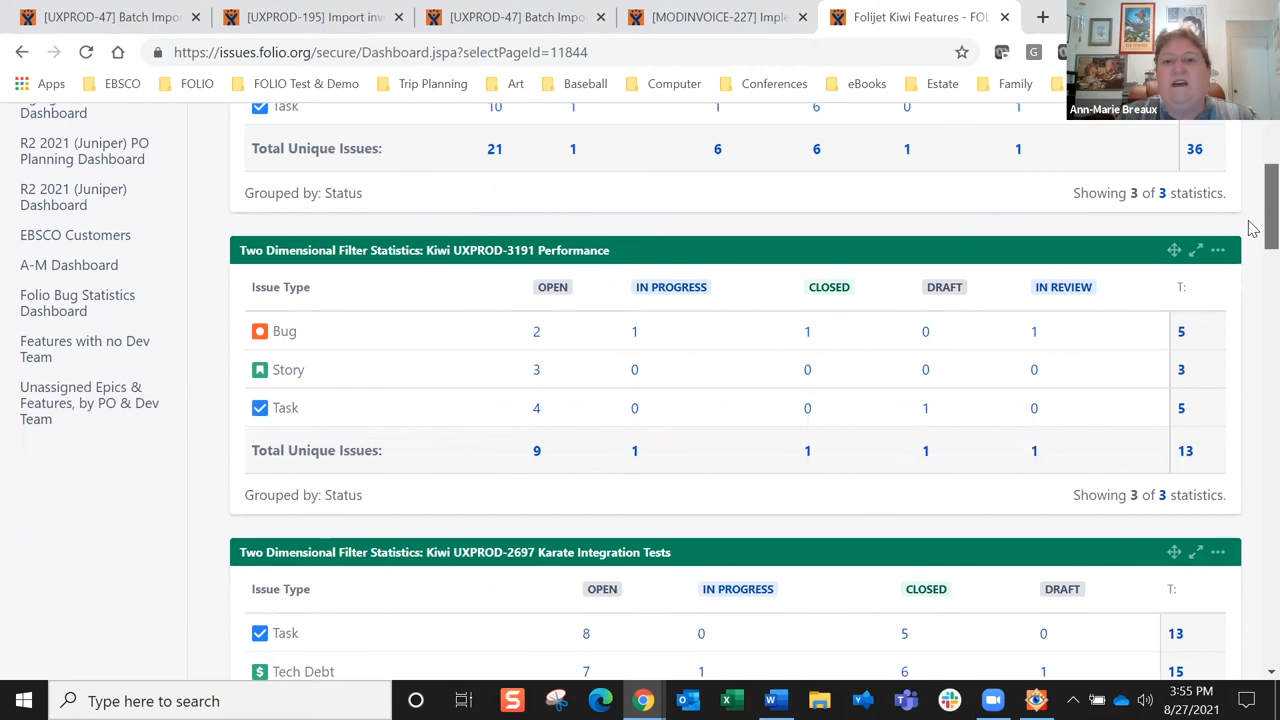 [UXPROD-47] Batch Impor
[UXPROD-195] Import inv
[UXPROD-47] Batch Impor
[MODINVOICE-227] Imple
Folijet Kiwi Features - FOL
https://issues.folio.org/secure/Dashboard.jspa?selectPageId=11844
G
Apps EBSCO FOLIO FOLIO Test & Demo Trip Planning Art Baseball Computer Conferences eBooks Estate Family
Ann-Marie Breaux
Dashboard
R2 2021 (Juniper) PO
Planning Dashboard
R2 2021 (Juniper)
Dashboard
EBSCO Customers
A-M Dashboard
Folio Bug Statistics
Dashboard
Features with no Dev
Team
Unassigned Epics &
Features, by PO & Dev
Team
Task 10 1 1 6 0 1
Total Unique Issues: 21 1 6 6 1 1 36
Grouped by: Status Showing 3 of 3 statistics.
Two Dimensional Filter Statistics: Kiwi UXPROD-3191 Performance
Issue Type OPEN IN PROGRESS CLOSED DRAFT IN REVIEW T:
Bug 2 1 1 0 1 5
Story 3 0 0 0 0 3
Task 4 0 0 1 0 5
Total Unique Issues: 9 1 1 1 1 13
Grouped by: Status Showing 3 of 3 statistics.
Two Dimensional Filter Statistics: Kiwi UXPROD-2697 Karate Integration Tests
Issue Type OPEN IN PROGRESS CLOSED DRAFT T:
Task 8 0 5 0 13
Tech Debt 7 1 6 1 15
Type here to search
3:55 PM
8/27/2021